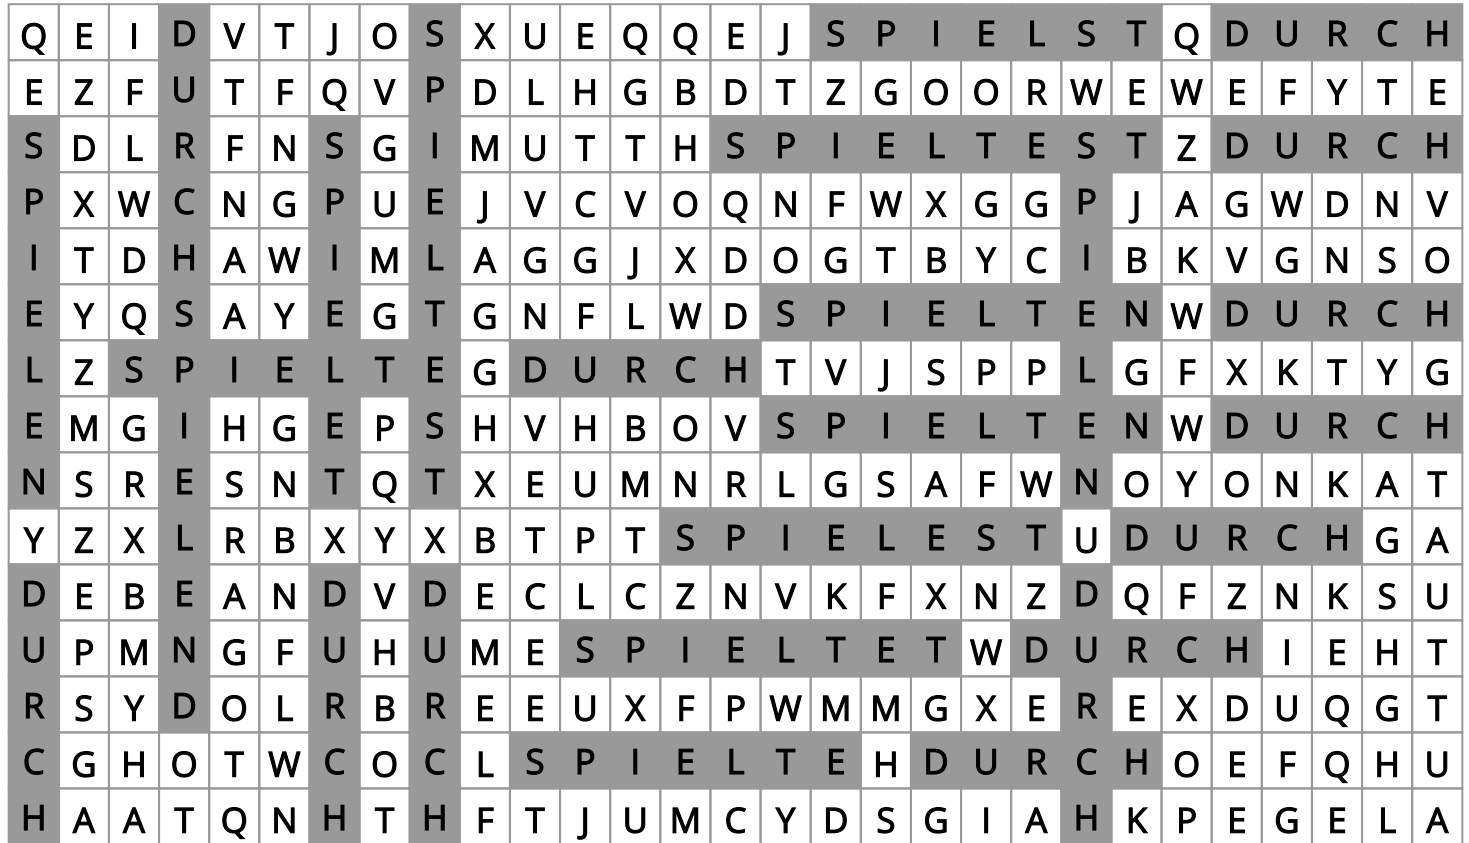 Q E I D V T J O S X U E Q Q E J S P I E L S T Q D U R C H
E Z F U T F Q V P D L H G B D T Z G O O R W E W E F Y T E
S D L R F N S G I M U T T H S P I E L T E S T Z D U R C H
P X W C N G P U E J V C V O Q N F W X G G P J A G W D N V
I T D H A W I M L A G G J X D O G T B Y C I B K V G N S O
E Y Q S A Y E G T G N F L W D S P I E L T E N W D U R C H
L Z S P I E L T E G D U R C H T V J S P P L G F X K T Y G
E M G I H G E P S H V H B O V S P I E L T E N W D U R C H
N S R E S N T Q T X E U M N R L G S A F W N O Y O N K A T
Y Z X L R B X Y X B T P T S P I E L E S T U D U R C H G A
D E B E A N D V D E C L C Z N V K F X N Z D Q F Z N K S U
U P M N G F U H U M E S P I E L T E T W D U R C H I E H T
R S Y D O L R B R E E U X F P W M M G X E R E X D U Q G T
C G H O T W C O C L S P I E L T E H D U R C H O E F Q H U
H A A T Q N H T H F T J U M C Y D S G I A H K P E G E L A